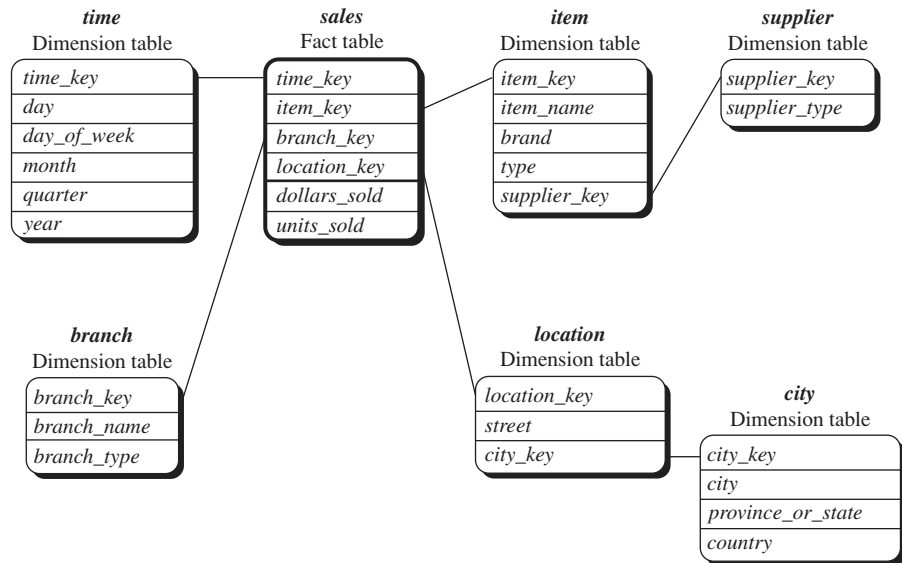 time
Dimension table
time_key
day
day_of_week
month
quarter
year
sales
Fact table
time_key
item_key
branch_key
location_key
dollars_sold
units_sold
item
Dimension table
item_key
item_name
brand
type
supplier_key
supplier
Dimension table
supplier_key
supplier_type
branch
Dimension table
branch_key
branch_name
branch_type
location
Dimension table
location_key
street
city_key
city
Dimension table
city_key
city
province_or_state
country